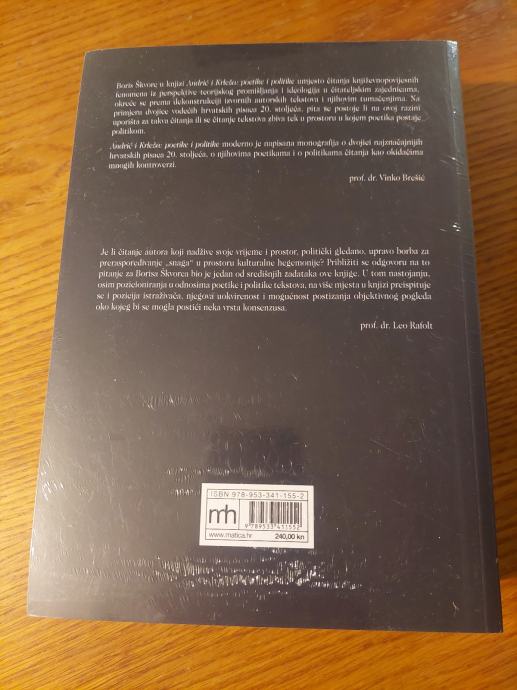 Boris Škvorc u knjizi Andrić i Krleža: poetike i politike umjesto čitanja književnopovijesnih
fenomena iz perspektive teorijskog promišljanja i ideologija u čitateljskim zajednicama,
okreće se prema dekonstrukciji izvornih autorskih tekstova i njihovim tumačenjima. Na
primjeru dvojice vodećih hrvatskih pisaca 20. stoljeća, pita se postoje li na ovoj razini
uporišta za takva čitanja ili se čitanje tekstova zbiva tek u prostoru u kojem poetika postaje
politikom.
Andrić i Krleža: poetike i politike moderno je napisana monografija o dvojici najznačajnijih
hrvatskih pisaca 20. stoljeća, o njihovima poetikama i o politikama čitanja kao okidačima
mnogih kontroverzi.
prof. dr. Vinko Brešić
Je li čitanje autora koji nadžive svoje vrijeme i prostor, politički gledano, upravo borba za
preraspoređivanje „snaga" u prostoru kulturalne hegemonije? Približiti se odgovoru na to
pitanje za Borisa Škvorca bio je jedan od središnjih zadataka ove knjige. U tom nastojanju,
osim pozicioniranja u odnosima poetike i politike tekstova, na više mjesta u knjizi preispituje
se i pozicija istraživača, njegova uokvirenost i mogućnost postizanja objektivnog pogleda
oko kojeg bi se mogla postići neka vrsta konsenzusa.
prof. dr. Leo Rafolt
ISBN 978-953-341-155-2
mh
9 789533 411552
www.matica.hr
240,00 kn